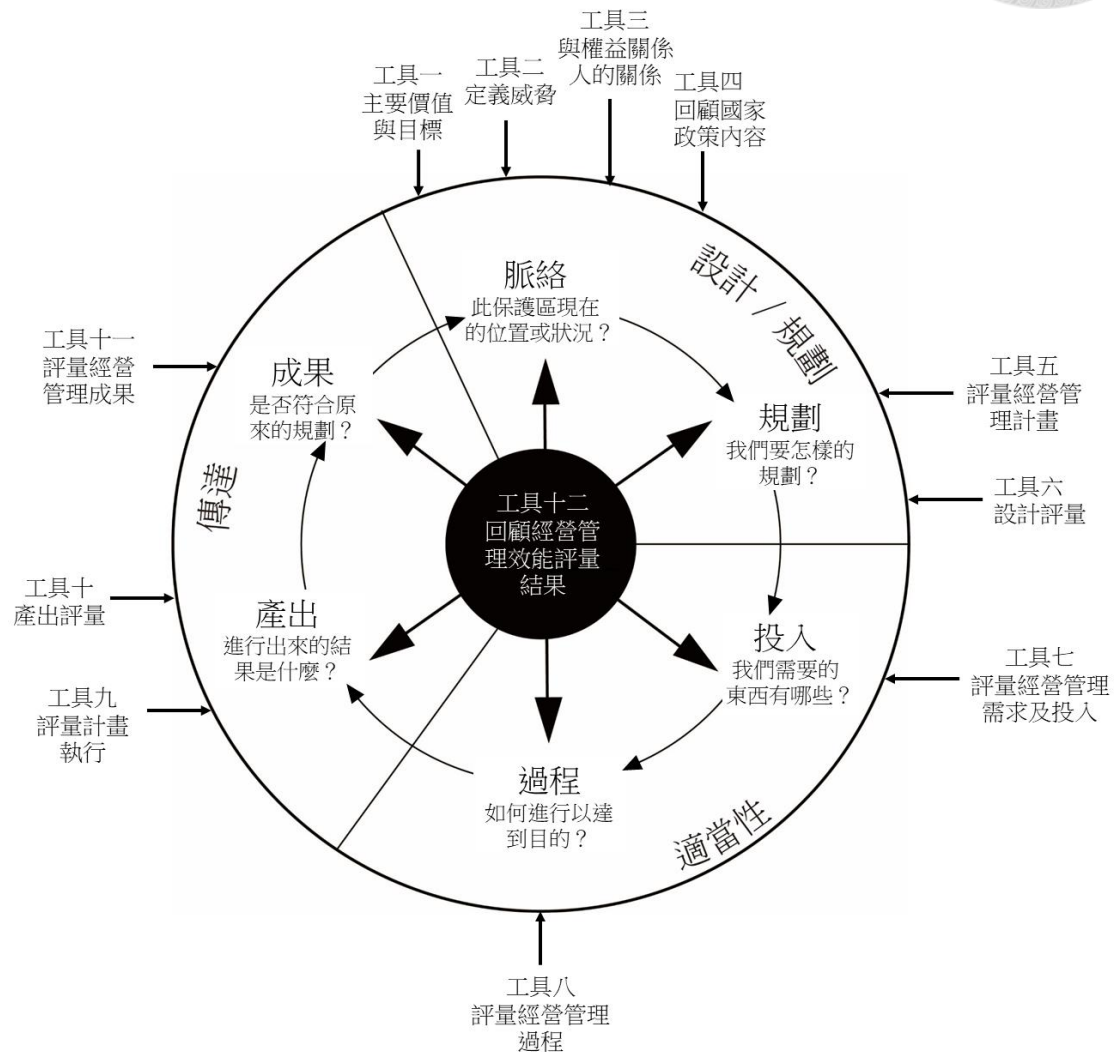 工具一
主要價值
與目標
工具二
定義威脅
工具三
與權益關係
人的關係
工具四
回顧國家
政策內容
設計 / 規劃
脈絡
此保護區現在
的位置或狀況？
工具十一
評量經營
管理成果
成果
是否符合原
來的規劃？
規劃
我們要怎樣的
規劃？
工具五
評量經營管
理計畫
傳達
工具十二
回顧經營管
理效能評量
結果
工具六
設計評量
工具十
產出評量
產出
進行出來的結
果是什麼？
投入
我們需要的
東西有哪些？
工具七
評量經營管理
需求及投入
工具九
評量計畫
執行
過程
如何進行以達
到目的？
適當性
工具八
評量經營管理
過程